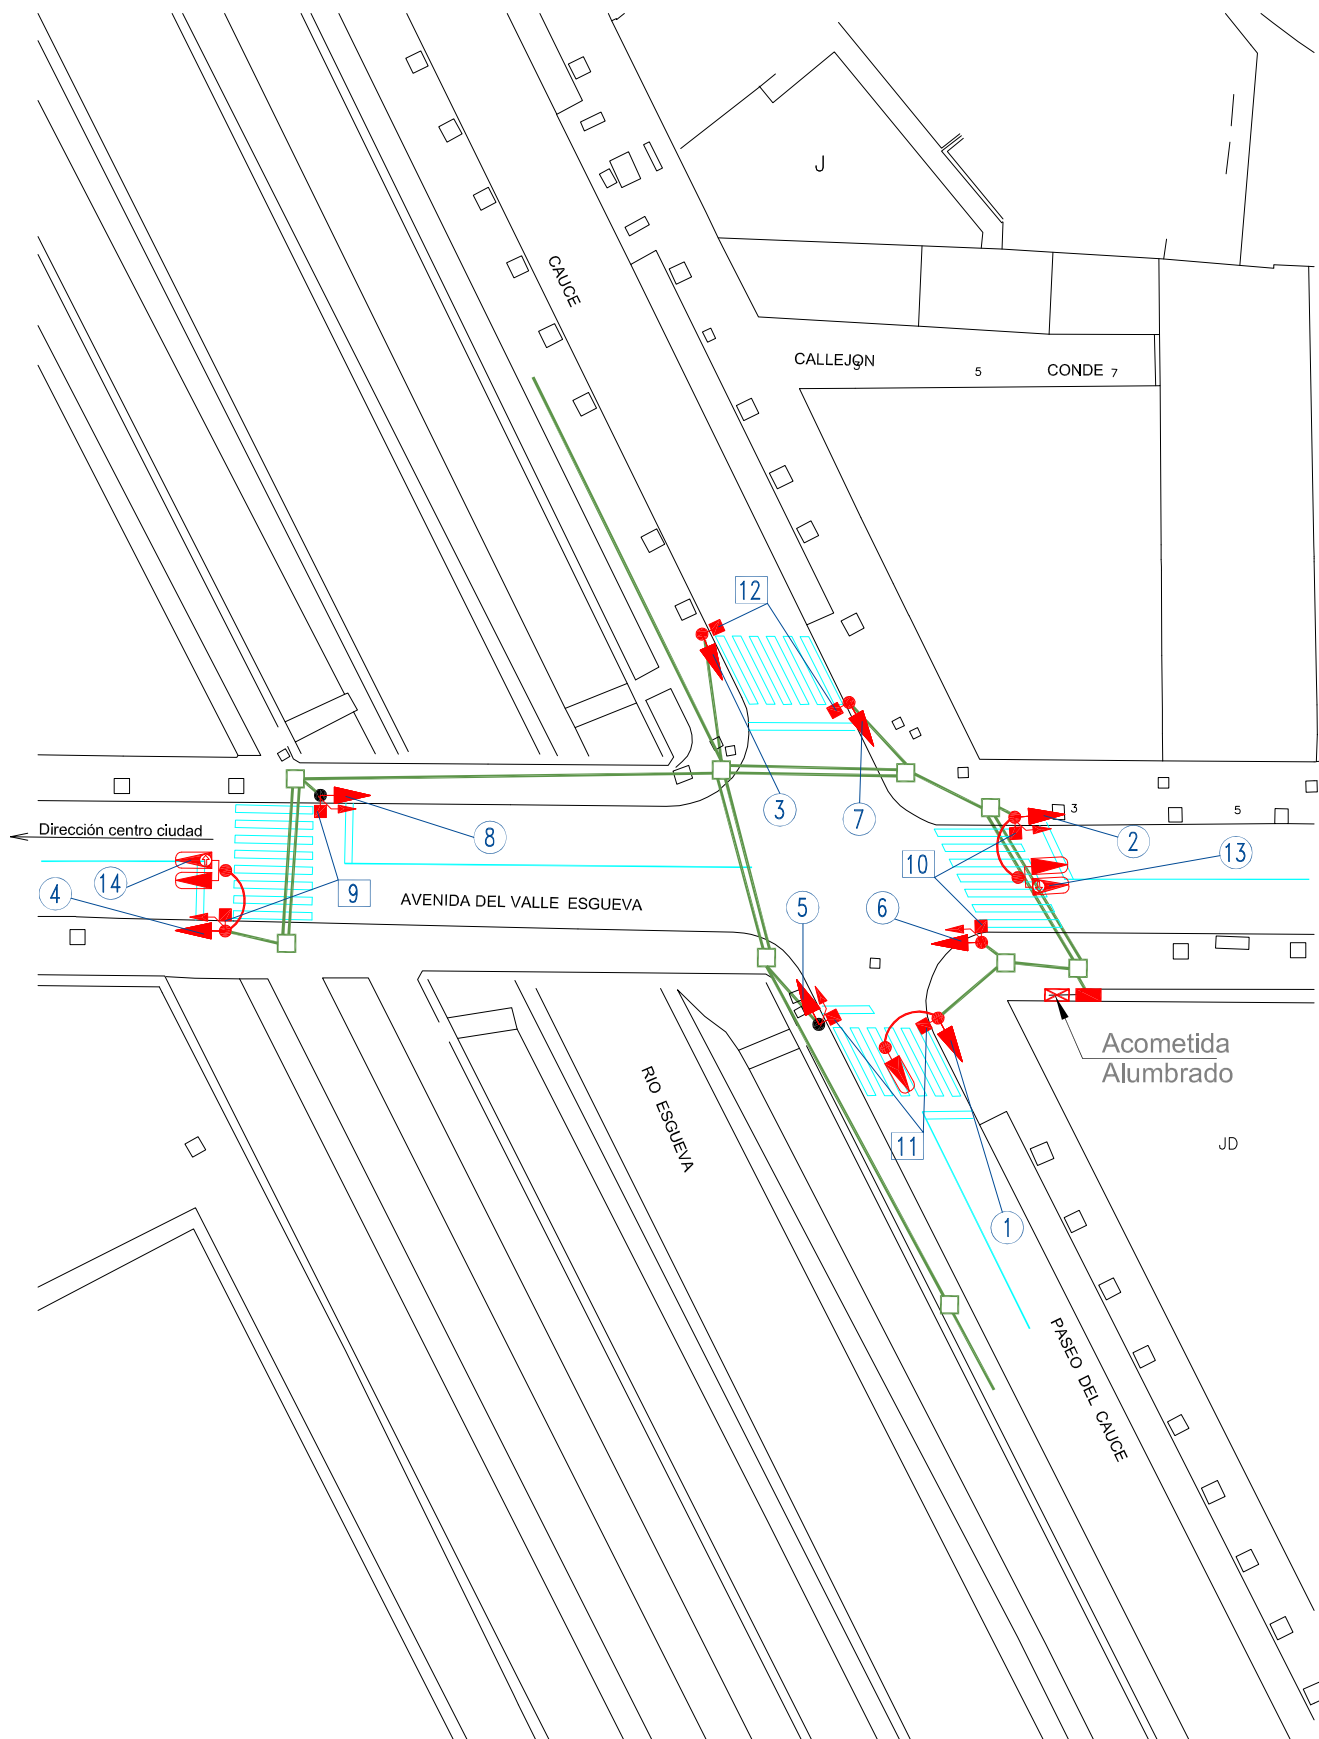 J
CAUCE
CALLEJON
3
5
CONDE
7
12
3
7
3
5
2
Dirección centro ciudad
8
13
10
14
4
9
AVENIDA DEL VALLE ESGUEVA
5
6
Acometida
Alumbrado
RIO ESGUEVA
11
JD
1
PASEO DEL CAUCE